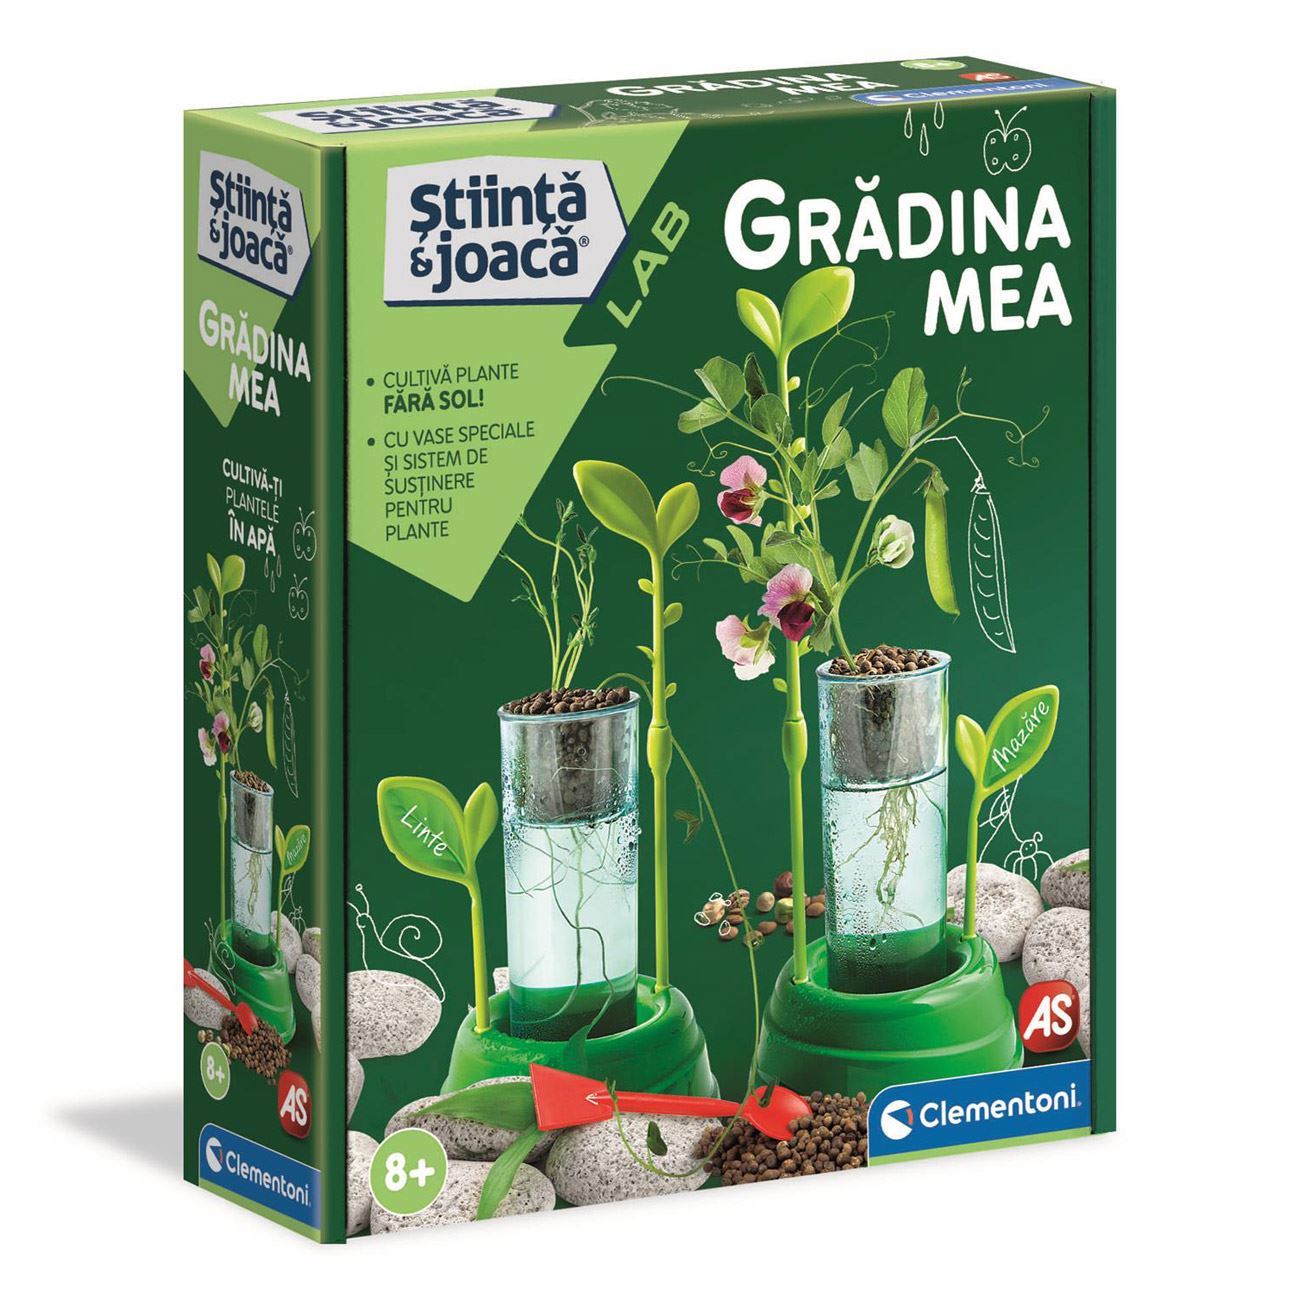 Știință
& joacă®
GRĂDINA
MEA
8+
AS
Clementoni
Știință
& joacă®
GRĂDINA
MEA
CULTIVĂ-ȚI
PLANTELE
ÎN APĂ
Mazăre
8+
AS
Clementoni®
Știință
& joacă®
LAB
GRĂDINA
MEA
• CULTIVĂ PLANTE
FĂRĂ SOL!
• CU VASE SPECIALE
ȘI SISTEM DE
SUSȚINERE
PENTRU
PLANTE
Linte
Mazăre
AS
8+
Clementoni®